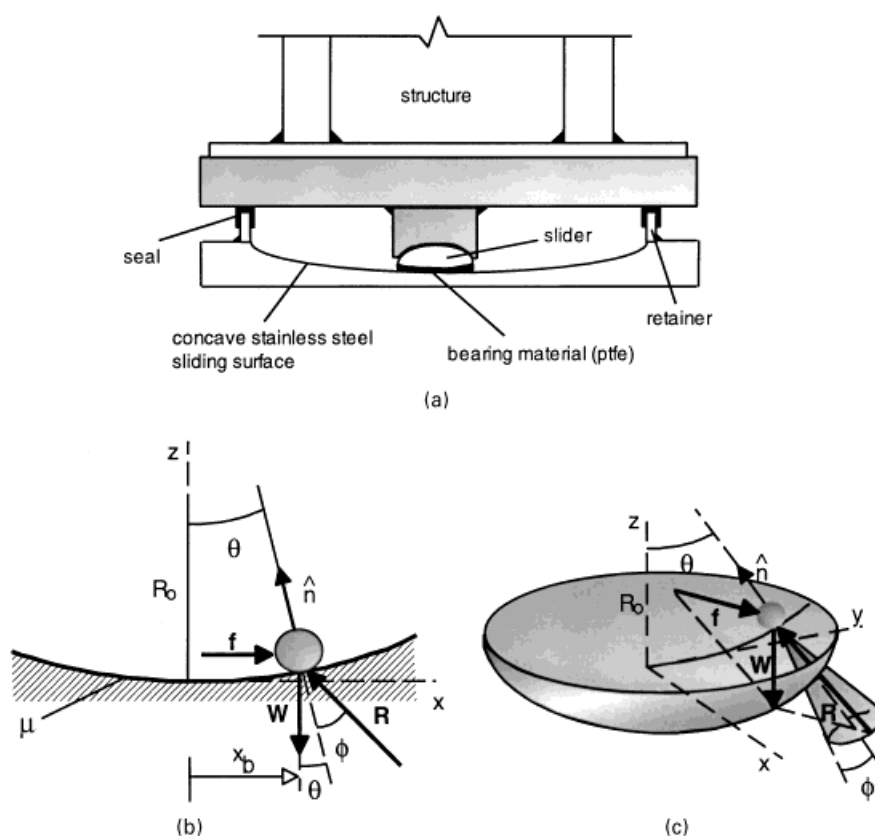 structure
slider
seal
retainer
concave stainless steel
sliding surface
bearing material (ptfe)
(a)
z
θ
R₀
n̂
f
x
μ
W
R
ϕ
x_b
θ
(b)
z
θ
n̂
R₀
f
y
W
R
x
ϕ
(c)